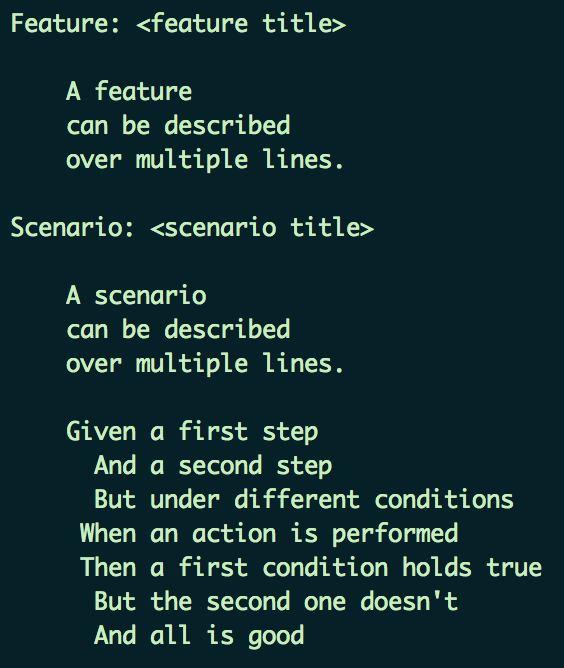 Feature: <feature title>
A feature
can be described
over multiple lines.
Scenario: <scenario title>
A scenario
can be described
over multiple lines.
Given a first step
And a second step
But under different conditions
When an action is performed
Then a first condition holds true
But the second one doesn't
And all is good